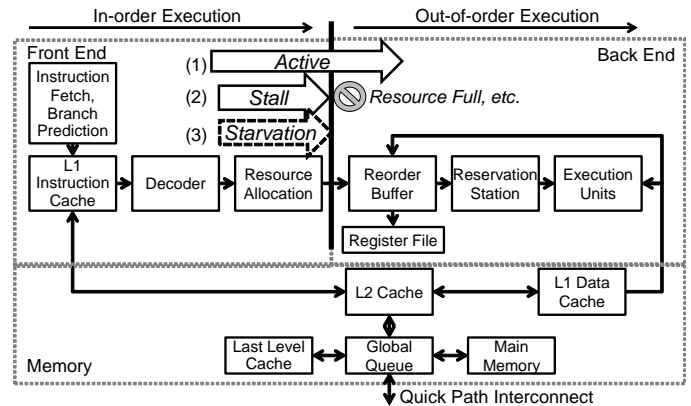 In-order Execution
Out-of-order Execution
Front End
Back End
Instruction
Fetch,
Branch
Prediction
(1)
Active
(2)
Stall
Resource Full, etc.
(3)
Starvation
L1
Instruction
Cache
Decoder
Resource
Allocation
Reorder
Buffer
Reservation
Station
Execution
Units
Register File
L2 Cache
L1 Data
Cache
Last Level
Cache
Global
Queue
Main
Memory
Memory
Quick Path Interconnect